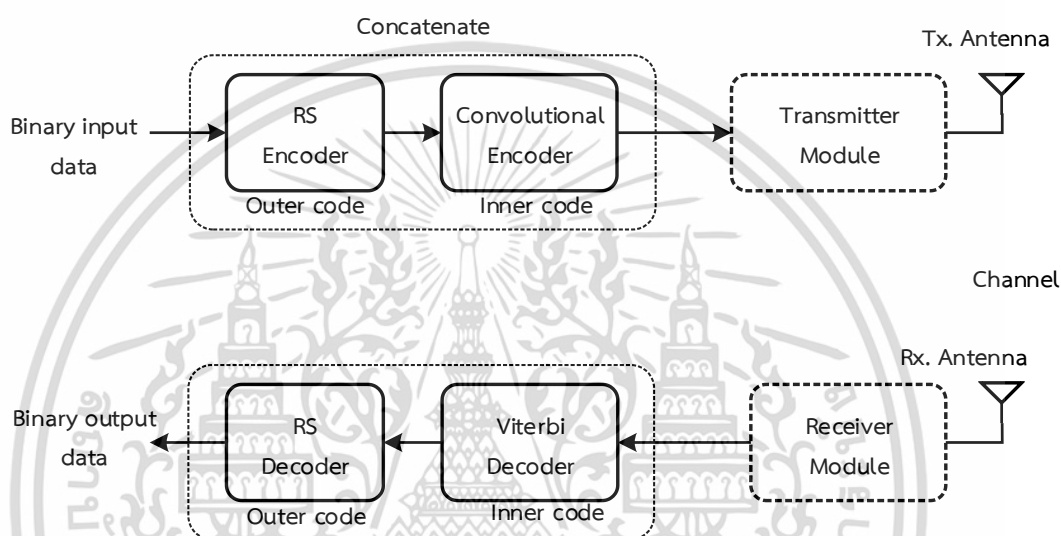 Concatenate
Tx. Antenna
Binary input
data
RS
Encoder
Convolutional
Encoder
Transmitter
Module
Outer code
Inner code
Channel
Rx. Antenna
Binary output
data
RS
Decoder
Viterbi
Decoder
Receiver
Module
Outer code
Inner code